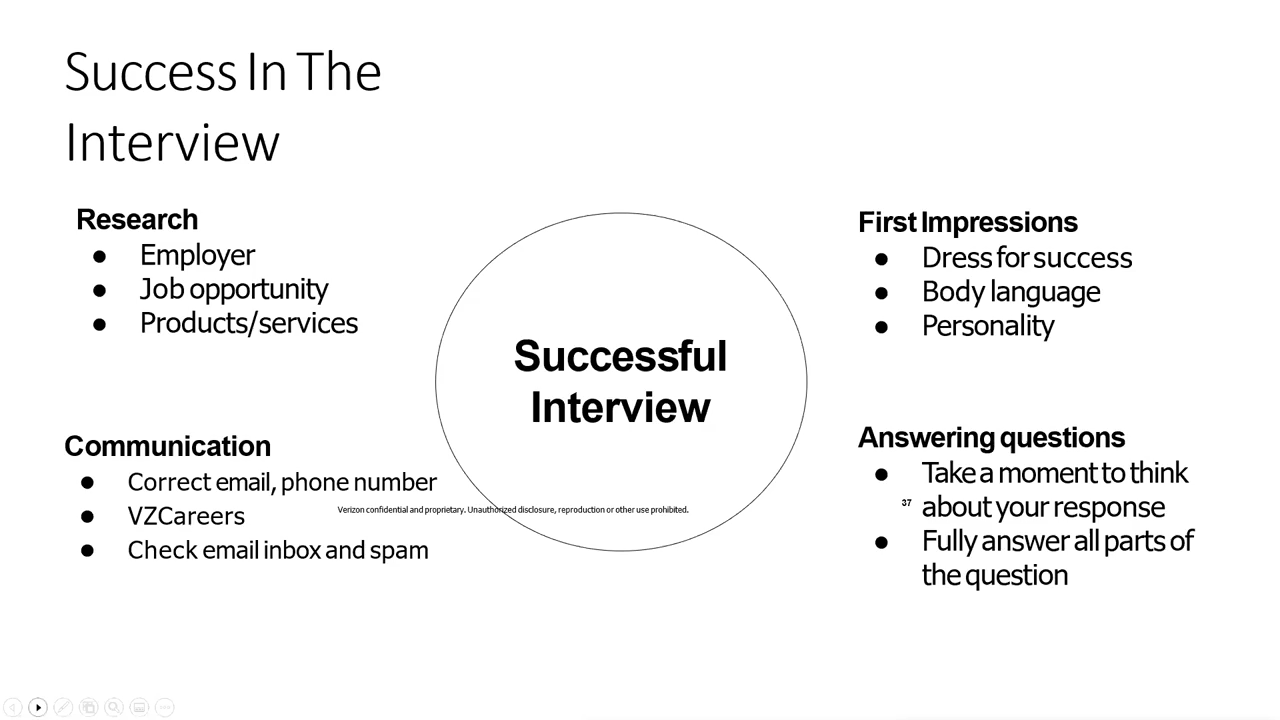 Success In The
Interview
Research
● Employer
● Job opportunity
● Products/services
Successful
Interview
First Impressions
● Dress for success
● Body language
● Personality
Communication
● Correct email, phone number
● VZCareers
● Check email inbox and spam
Verizon confidential and proprietary. Unauthorized disclosure, reproduction or other use prohibited.
Answering questions
● Take a moment to think
about your response
● Fully answer all parts of
the question
37